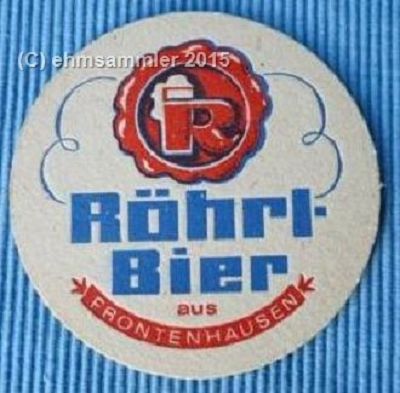 (C) ehmsammler 2015
R
Röhrl-
Bier
aus
FRONTENHAUSEN